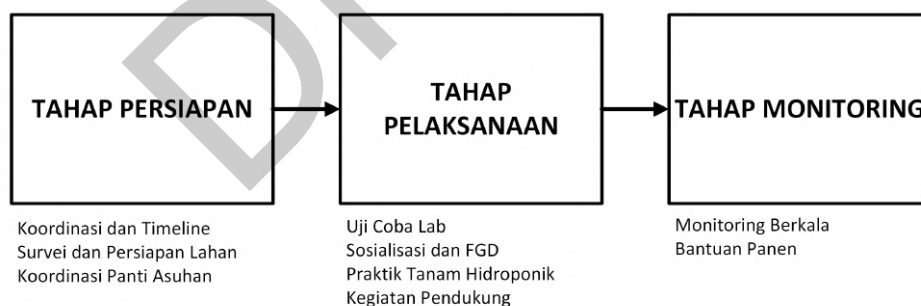 TAHAP PERSIAPAN
Koordinasi dan Timeline
Survei dan Persiapan Lahan
Koordinasi Panti Asuhan
TAHAP
PELAKSANAAN
Uji Coba Lab
Sosialisasi dan FGD
Praktik Tanam Hidroponik
Kegiatan Pendukung
TAHAP MONITORING
Monitoring Berkala
Bantuan Panen